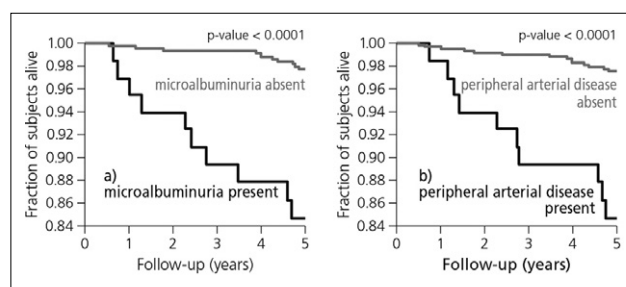 p-value < 0.0001
1.00
0.98
0.96
0.94
0.92
0.90
0.88
0.86
0.84
Fraction of subjects alive
microalbuminuria absent
a)
microalbuminuria present
0 1 2 3 4 5
Follow-up (years)
p-value < 0.0001
1.00
0.98
0.96
0.94
0.92
0.90
0.88
0.86
0.84
Fraction of subjects alive
peripheral arterial disease
absent
b)
peripheral arterial disease
present
0 1 2 3 4 5
Follow-up (years)